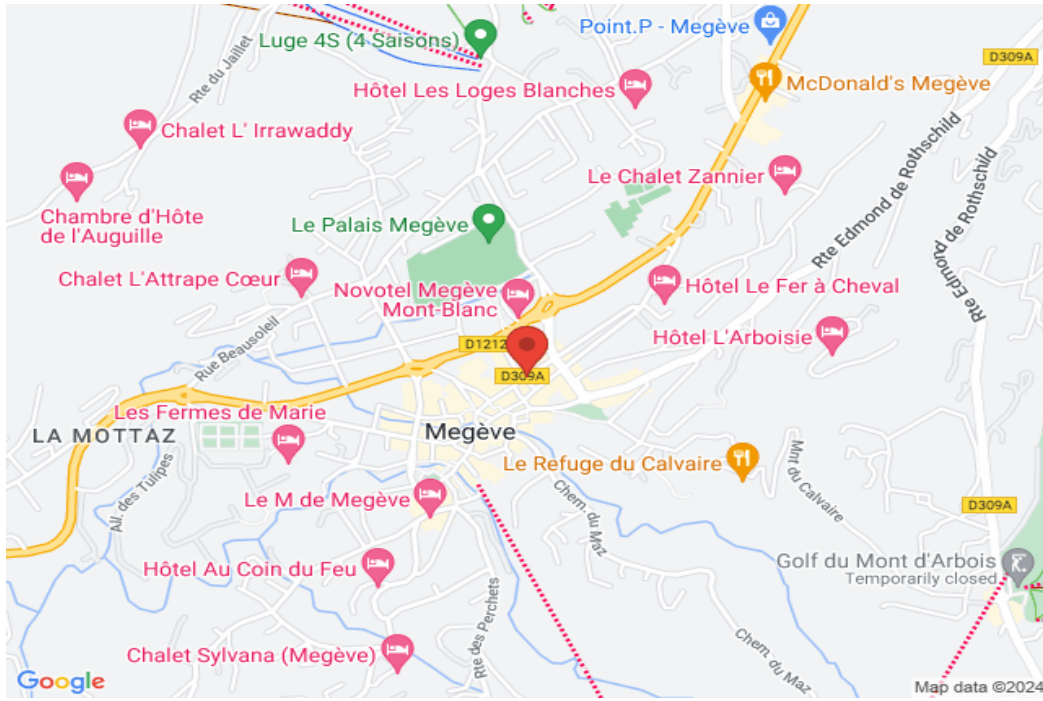 Point.P - Megève
Luge 4S (4 Saisons)
D309A
McDonald's Megève
Hôtel Les Loges Blanches
Rte du Jaillet
Chalet L' Irrawaddy
Rte Edmond de Rothschild
Le Chalet Zannier
Rte Edmond de Rothschild
Chambre d'Hôte
de l'Auguille
Le Palais Megève
Chalet L'Attrape Cœur
Novotel Megève
Mont-Blanc
Hôtel Le Fer à Cheval
Hôtel L'Arboisie
Rue Beausoleil
D1212
D309A
Les Fermes de Marie
LA MOTTAZ
Megève
Le Refuge du Calvaire
Mnt du Calvaire
All. des Tulipes
Le M de Megève
Chem. du Maz
D309A
Hôtel Au Coin du Feu
Golf du Mont d'Arbois
Temporarily closed
Rte des Perchets
Chalet Sylvana (Megève)
Chem. du Maz
Google
Map data ©2024